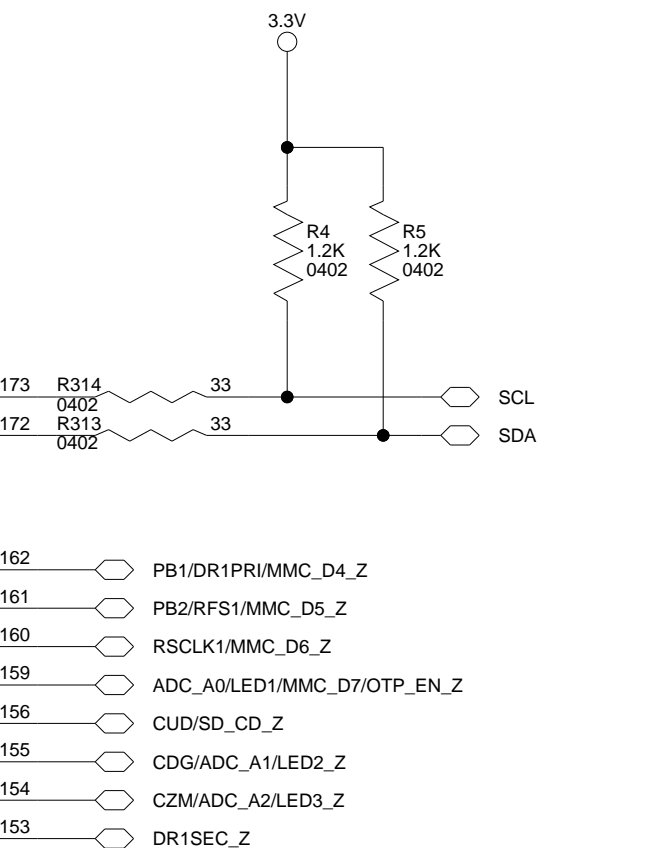 3.3V
R4
1.2K
0402
R5
1.2K
0402
173 R314 33 SCL
0402
172 R313 33 SDA
0402
162 PB1/DR1PRI/MMC_D4_Z
161 PB2/RFS1/MMC_D5_Z
160 RSCLK1/MMC_D6_Z
159 ADC_A0/LED1/MMC_D7/OTP_EN_Z
156 CUD/SD_CD_Z
155 CDG/ADC_A1/LED2_Z
154 CZM/ADC_A2/LED3_Z
153 DR1SEC_Z